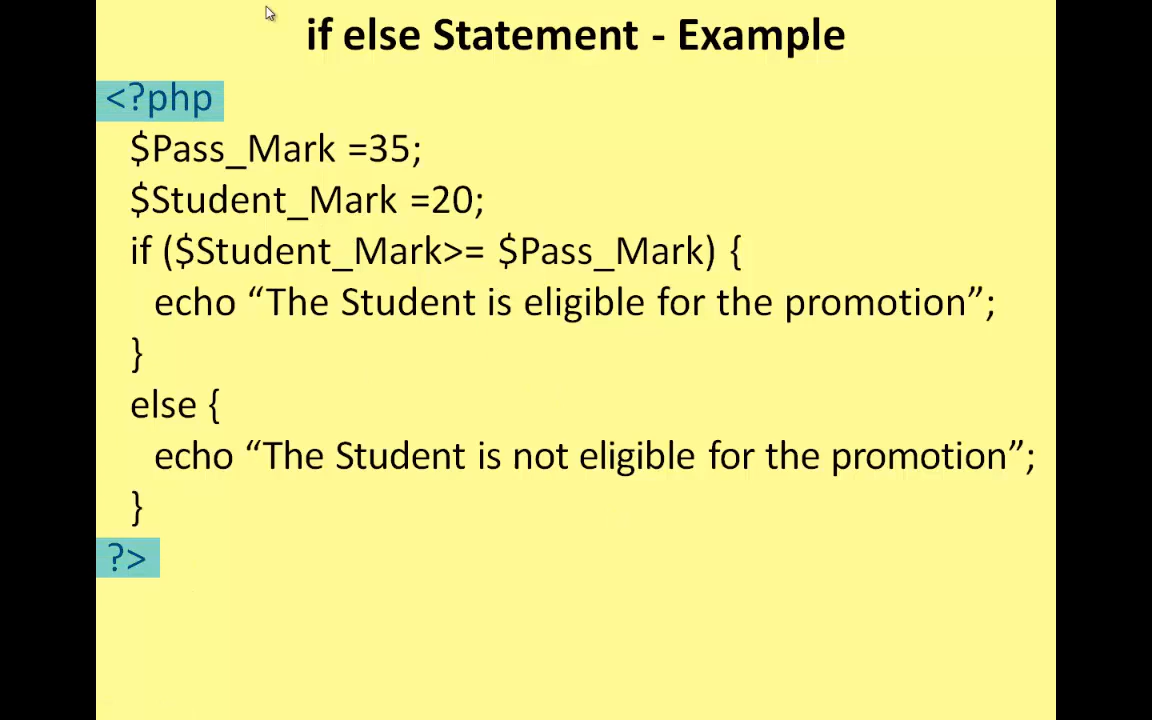 if else Statement - Example
<?php
$Pass_Mark =35;
$Student_Mark =20;
if ($Student_Mark>= $Pass_Mark) {
echo “The Student is eligible for the promotion”;
}
else {
echo “The Student is not eligible for the promotion”;
}
?>